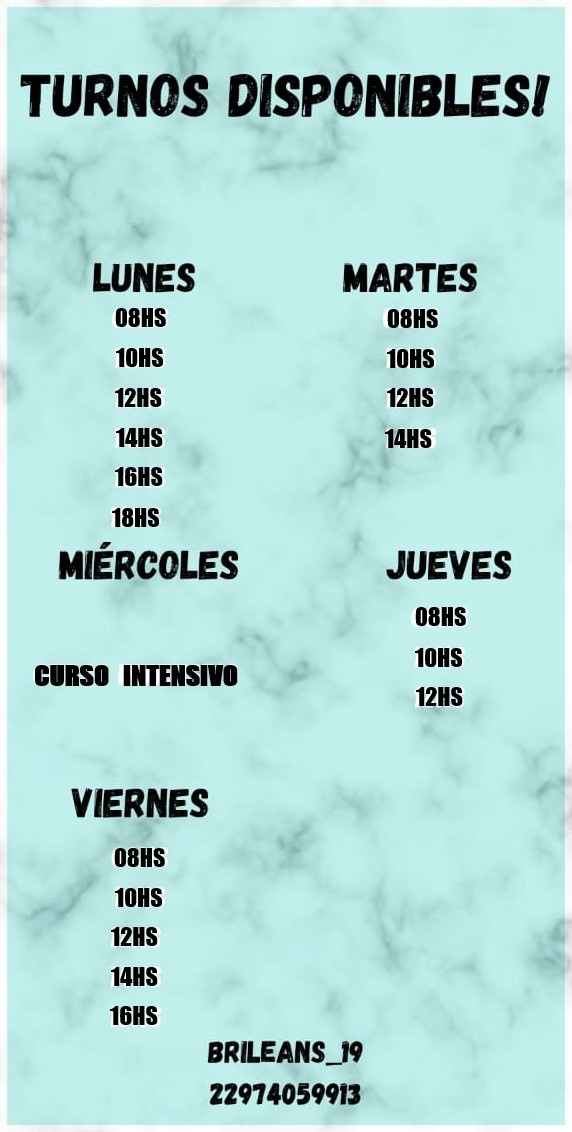 TURNOS DISPONIBLES!
LUNES
08HS
10HS
12HS
14HS
16HS
18HS
MARTES
08HS
10HS
12HS
14HS
MIÉRCOLES
CURSO INTENSIVO
JUEVES
08HS
10HS
12HS
VIERNES
08HS
10HS
12HS
14HS
16HS
BRILEANS_19
22974059913